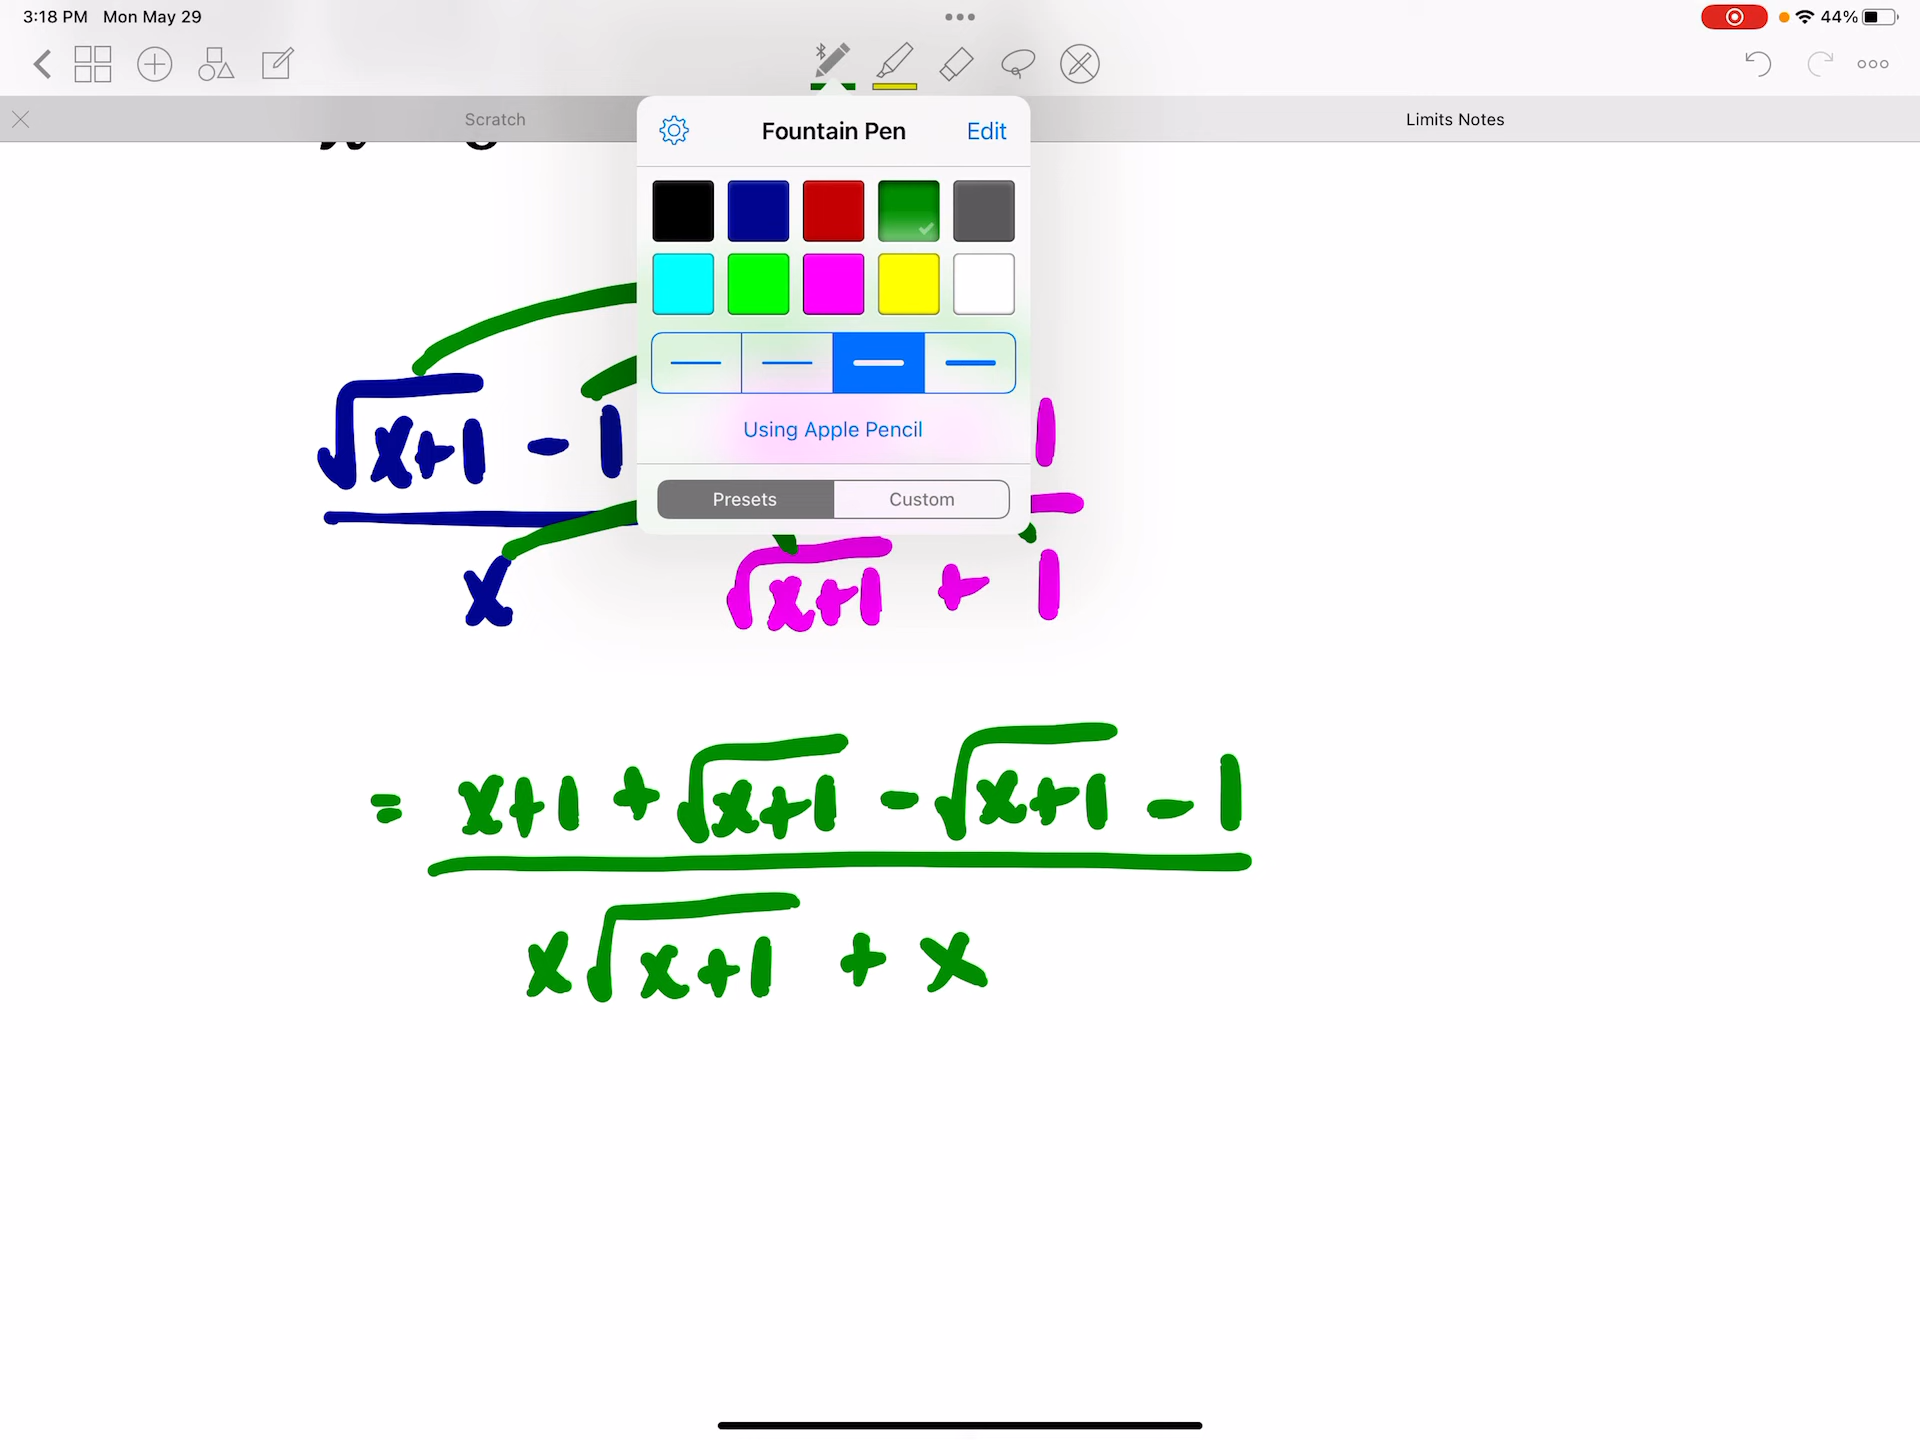 3:18 PM Mon May 29 44%
Scratch Limits Notes
Fountain Pen Edit
√x+1 - 1 1
Using Apple Pencil
Presets Custom
x √x+1 + 1
= x+1 + √x+1 - √x+1 - 1
x√x+1 + x